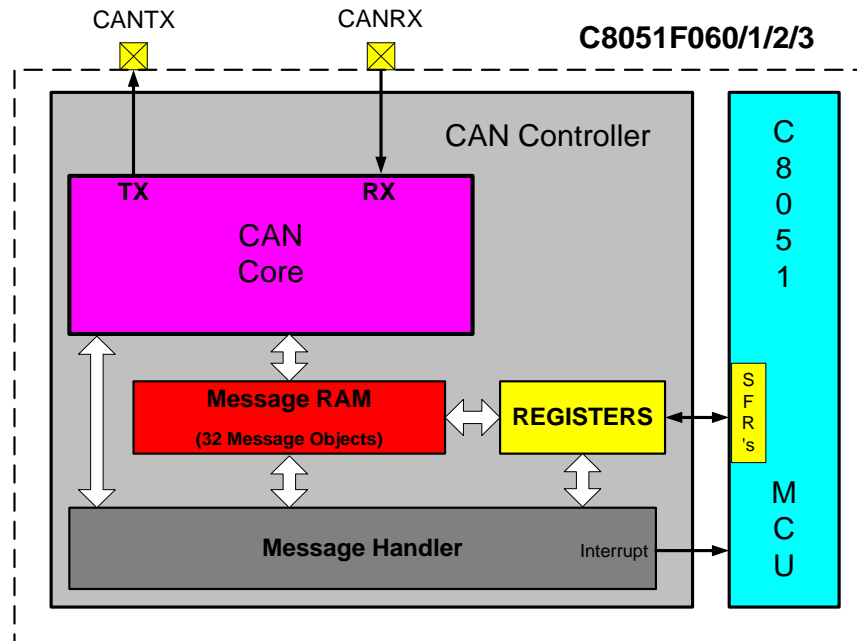 CANTX
CANRX
C8051F060/1/2/3
CAN Controller
TX
RX
CAN
Core
Message RAM
(32 Message Objects)
REGISTERS
Message Handler
Interrupt
C
8
0
5
1
S
F
R
's
M
C
U